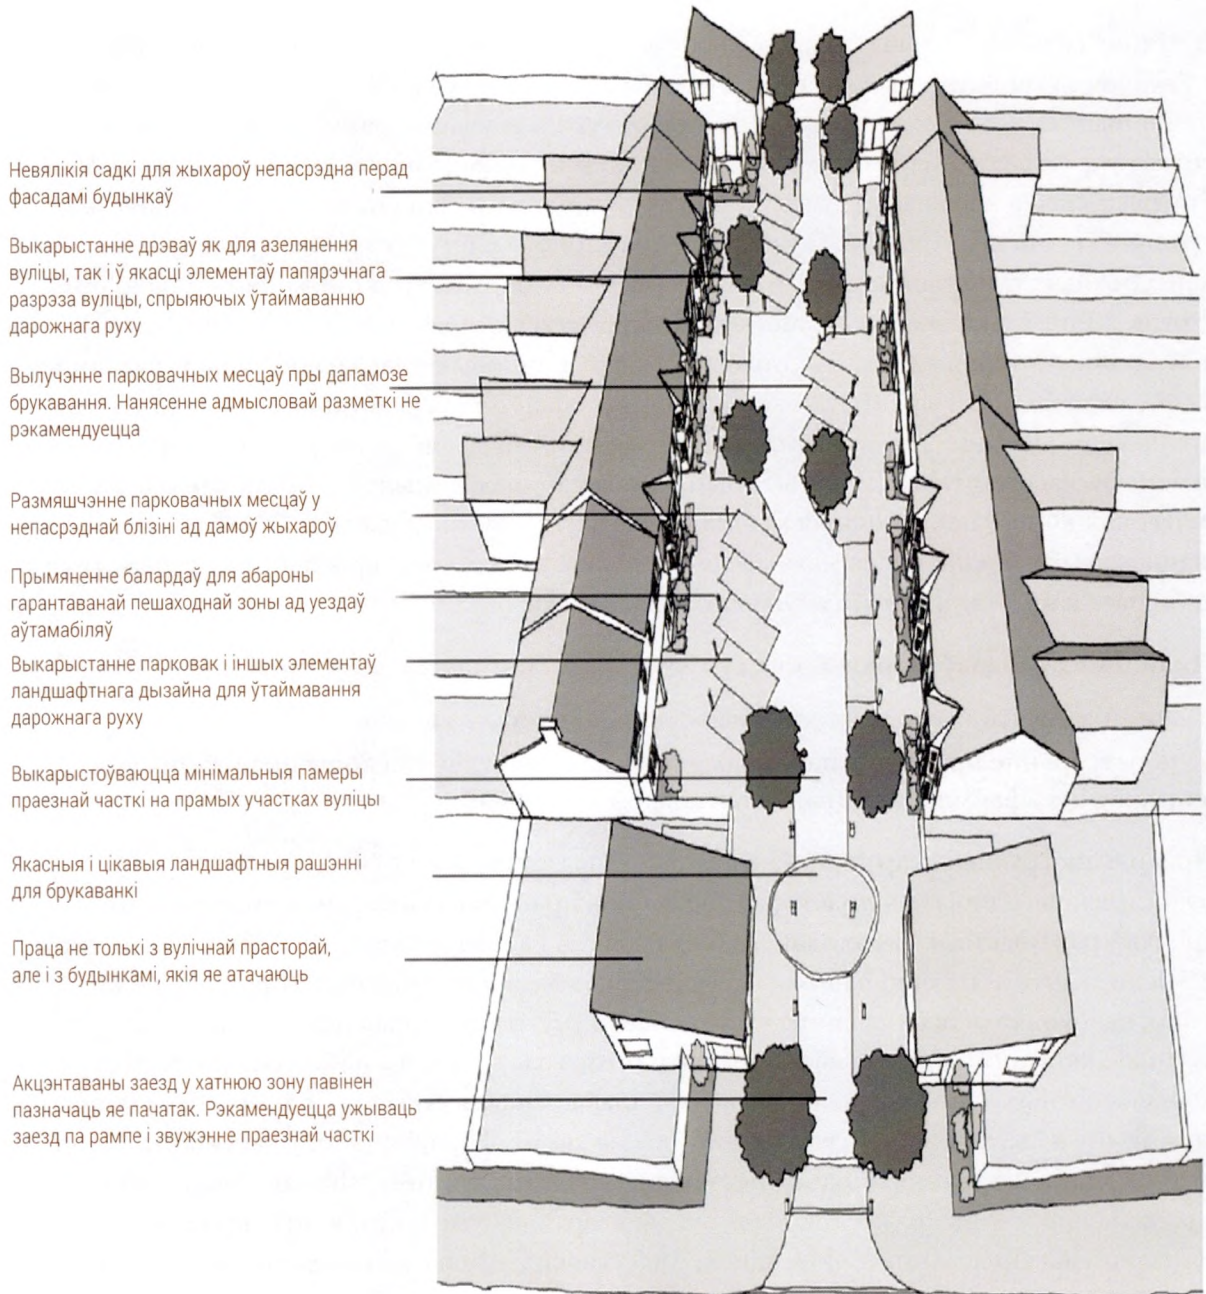 Невялікія садкі для жыхароў непасрэдна перад
фасадамі будынкаў
Выкарыстанне дрэваў як для азелянення
вуліцы, так і ў якасці элементаў папярэчнага
разрэза вуліцы, спрыяючых ўтаймаванню
дарожнага руху
Вылучэнне парковачных месцаў пры дапамозе
брукавання. Нанясенне адмысловай разметкі не
рэкамендуецца
Размяшчэнне парковачных месцаў у
непасрэднай блізіні ад дамоў жыхароў
Прымяненне балардаў для абароны
гарантаванай пешаходнай зоны ад уездаў
аўтамабіляў
Выкарыстанне парковак і іншых элементаў
ландшафтнага дызайна для ўтаймавання
дарожнага руху
Выкарыстоўваюцца мінімальныя памеры
праезнай часткі на прамых участках вуліцы
Якасныя і цікавыя ландшафтныя рашэнні
для брукаванкі
Праца не толькі з вулічнай прасторай,
але і з будынкамі, якія яе атачаюць
Акцэнтаваны заезд у хатнюю зону павінен
пазначаць яе пачатак. Рэкамендуецца ужываць
заезд па рампе і звужэнне праезнай часткі